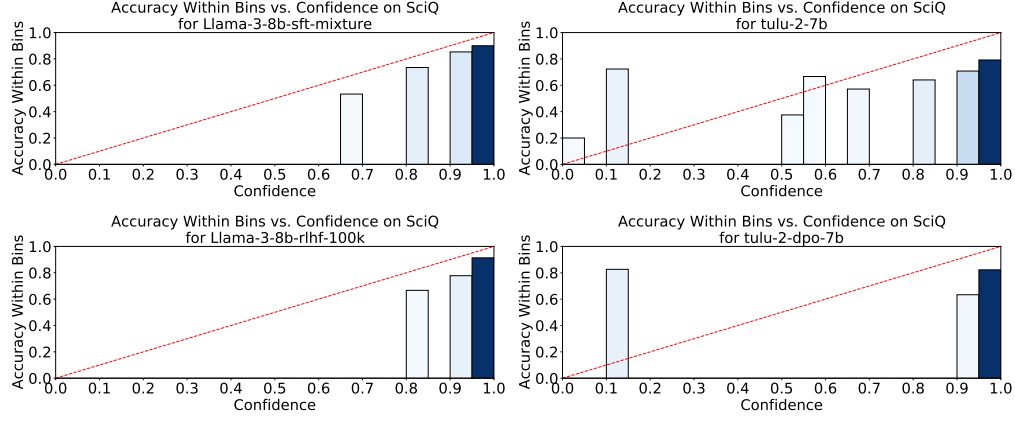 Accuracy Within Bins vs. Confidence on SciQ
for Llama-3-8b-sft-mixture
Accuracy Within Bins
1.0
0.8
0.6
0.4
0.2
0.0
0.0 0.1 0.2 0.3 0.4 0.5 0.6 0.7 0.8 0.9 1.0
Confidence
Accuracy Within Bins vs. Confidence on SciQ
for tulu-2-7b
Accuracy Within Bins
1.0
0.8
0.6
0.4
0.2
0.0
0.0 0.1 0.2 0.3 0.4 0.5 0.6 0.7 0.8 0.9 1.0
Confidence
Accuracy Within Bins vs. Confidence on SciQ
for Llama-3-8b-rlhf-100k
Accuracy Within Bins
1.0
0.8
0.6
0.4
0.2
0.0
0.0 0.1 0.2 0.3 0.4 0.5 0.6 0.7 0.8 0.9 1.0
Confidence
Accuracy Within Bins vs. Confidence on SciQ
for tulu-2-dpo-7b
Accuracy Within Bins
1.0
0.8
0.6
0.4
0.2
0.0
0.0 0.1 0.2 0.3 0.4 0.5 0.6 0.7 0.8 0.9 1.0
Confidence